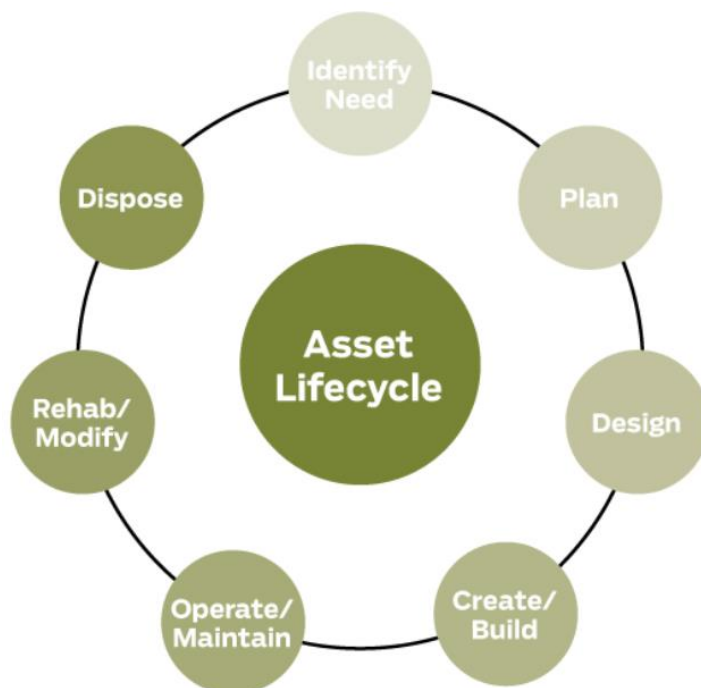 Identify
Need
Plan
Design
Create/
Build
Operate/
Maintain
Rehab/
Modify
Dispose
Asset
Lifecycle